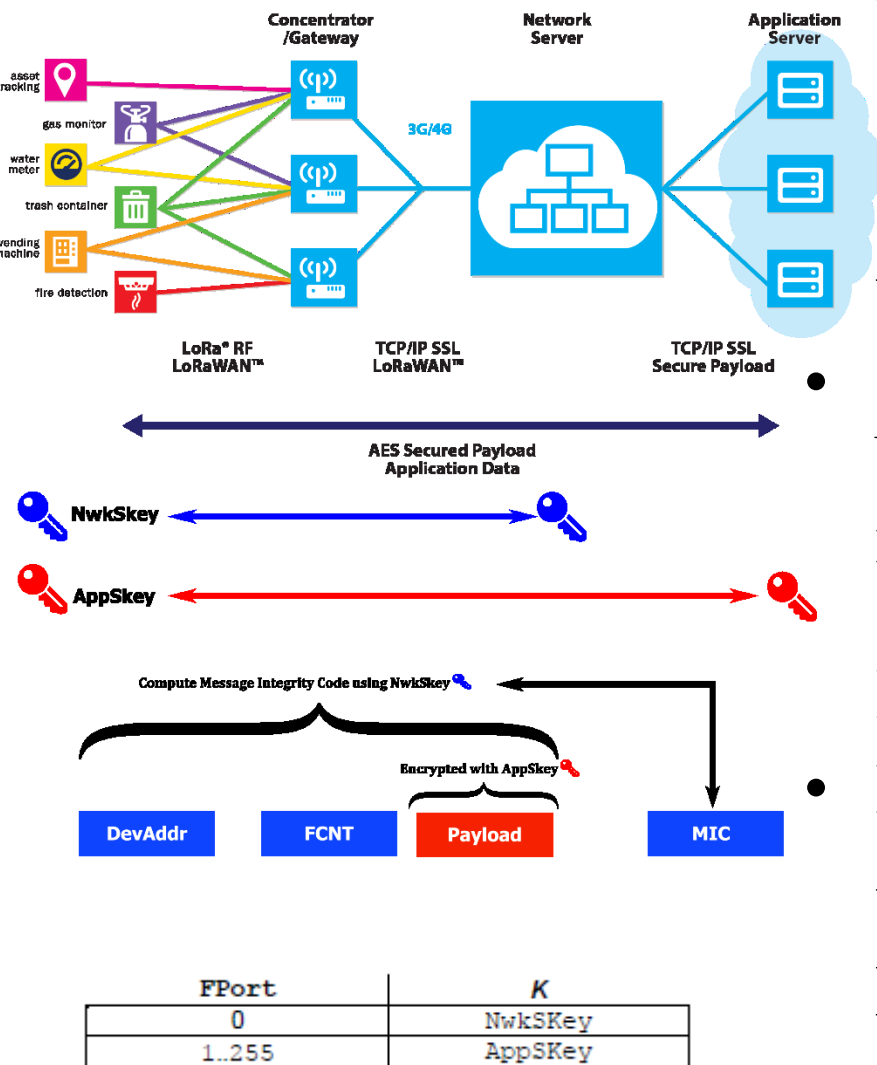 Concentrator
/Gateway
Network
Server
Application
Server
asset
racking
gas monitor
water
meter
trash container
vending
machine
fire detection
3G/4G
LoRa® RF
LoRaWAN™
TCP/IP SSL
LoRaWAN™
TCP/IP SSL
Secure Payload
AES Secured Payload
Application Data
NwkSkey
AppSkey
Compute Message Integrity Code using NwkSkey
Encrypted with AppSkey
DevAddr
FCNT
Payload
MIC
FPort K
0 NwkSKey
1..255 AppSKey